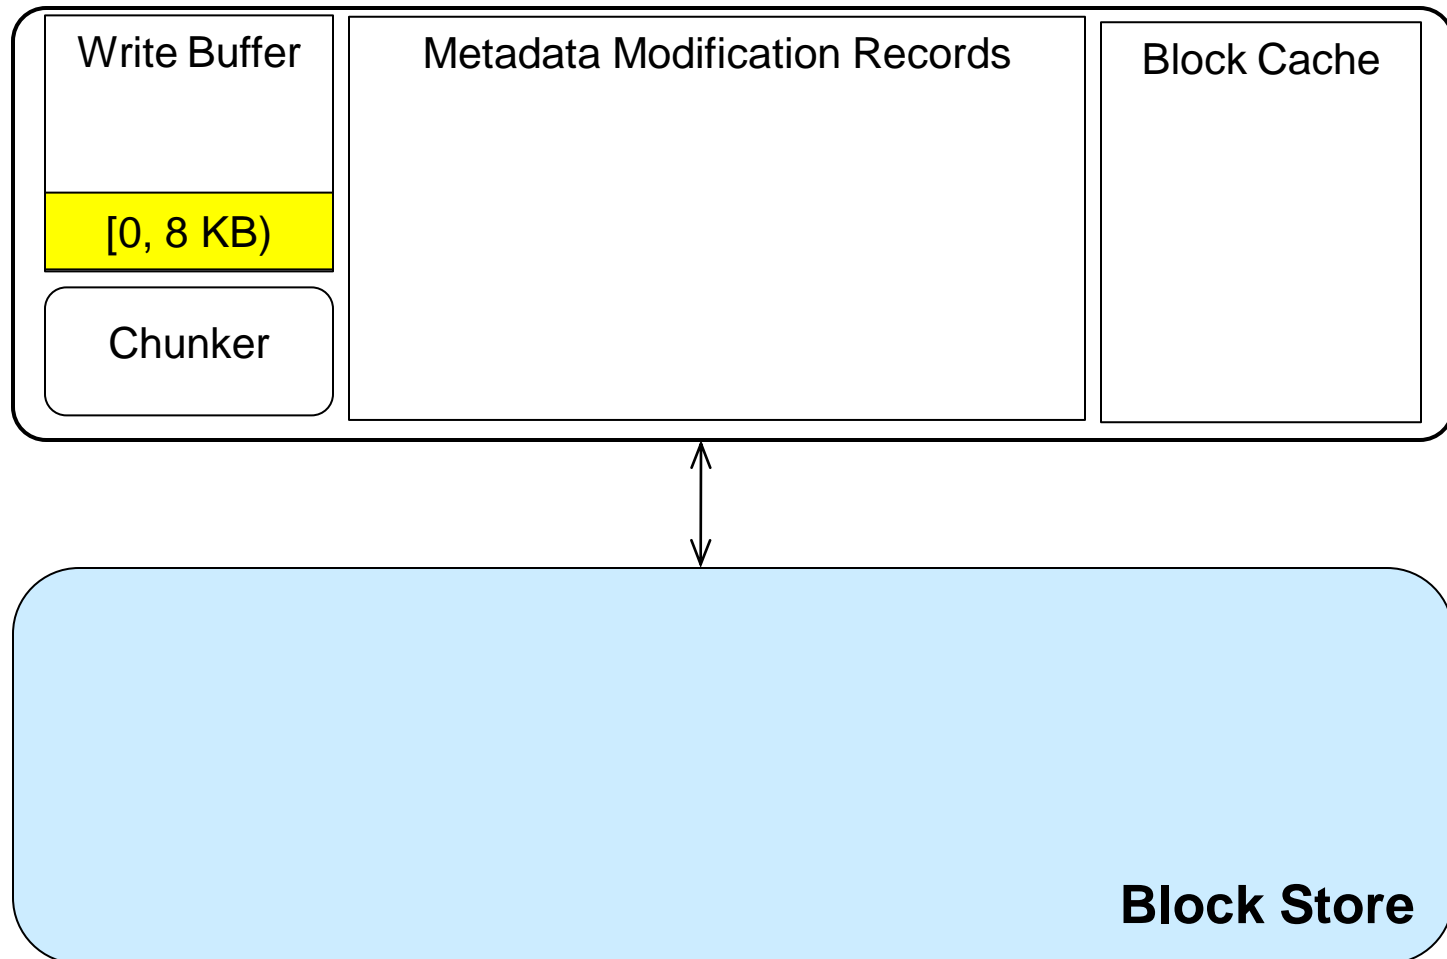 Write Buffer
Metadata Modification Records
Block Cache
[0, 8 KB)
Chunker
Block Store